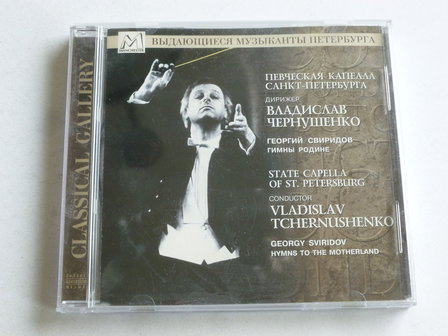 MANCHESTER
ВЫДАЮЩИЕСЯ МУЗЫКАНТЫ ПЕТЕРБУРГА
CLASSICAL GALLERY
ПЕВЧЕСКАЯ КАПЕЛЛА
САНКТ-ПЕТЕРБУРГА
ДИРИЖЕР
ВЛАДИСЛАВ
ЧЕРНУШЕНКО
ГЕОРГИЙ СВИРИДОВ
ГИМНЫ РОДИНЕ
STATE CAPELLA
OF ST. PETERSBURG
CONDUCTOR
VLADISLAV
TCHERNUSHENKO
GEORGY SVIRIDOV
HYMNS TO THE MOTHERLAND